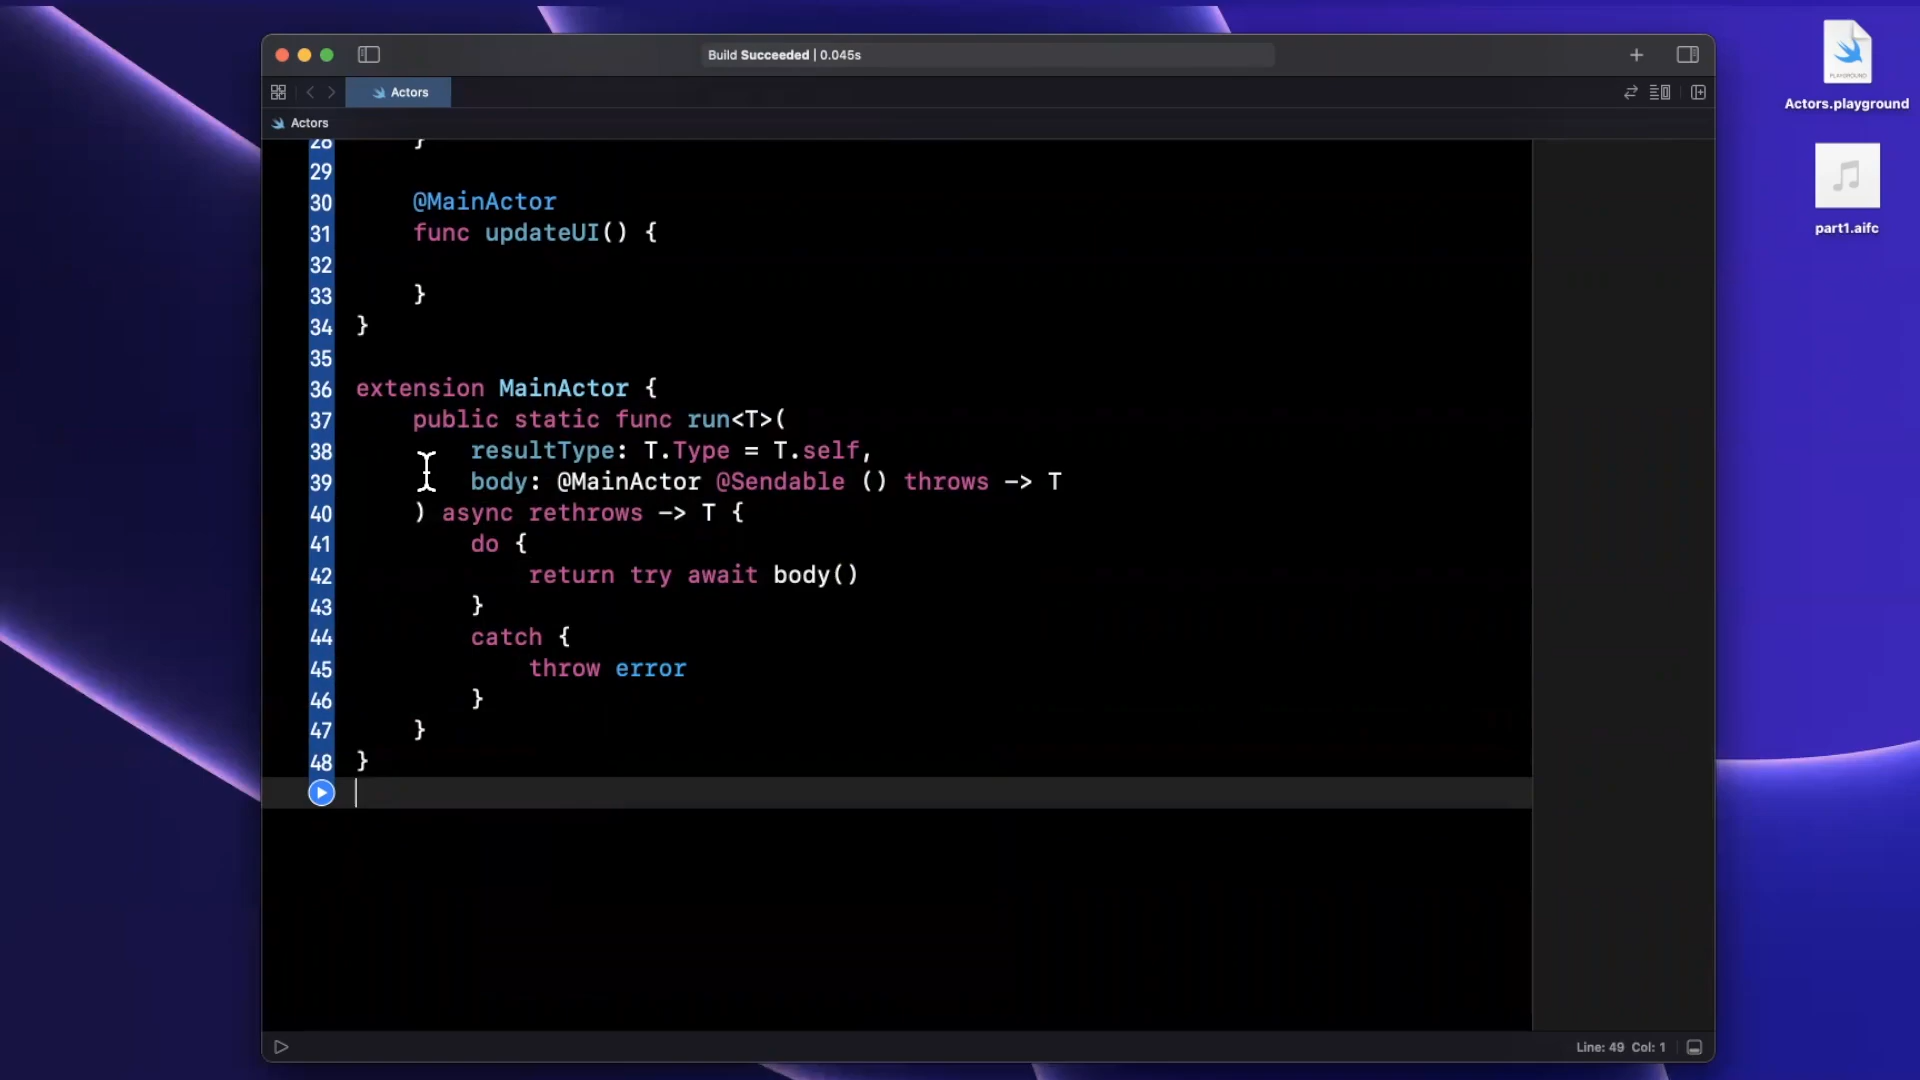 Build Succeeded | 0.045s
Actors
Actors
28 }
29
30 @MainActor
31 func updateUI() {
32
33 }
34 }
35
36 extension MainActor {
37 public static func run<T>(
38 resultType: T.Type = T.self,
39 body: @MainActor @Sendable () throws -> T
40 ) async rethrows -> T {
41 do {
42 return try await body()
43 }
44 catch {
45 throw error
46 }
47 }
48 }
Line: 49 Col: 1
PLAYGROUND
Actors.playground
part1.aifc